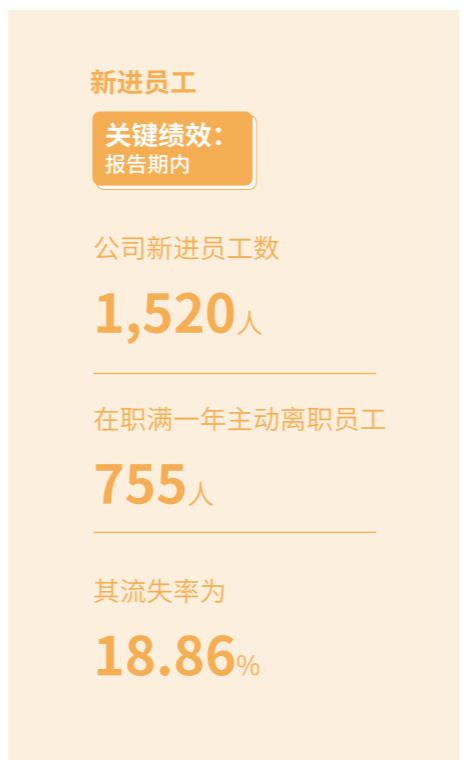 新进员工
关键绩效：
报告期内
公司新进员工数
1,520人
在职满一年主动离职员工
755人
其流失率为
18.86%